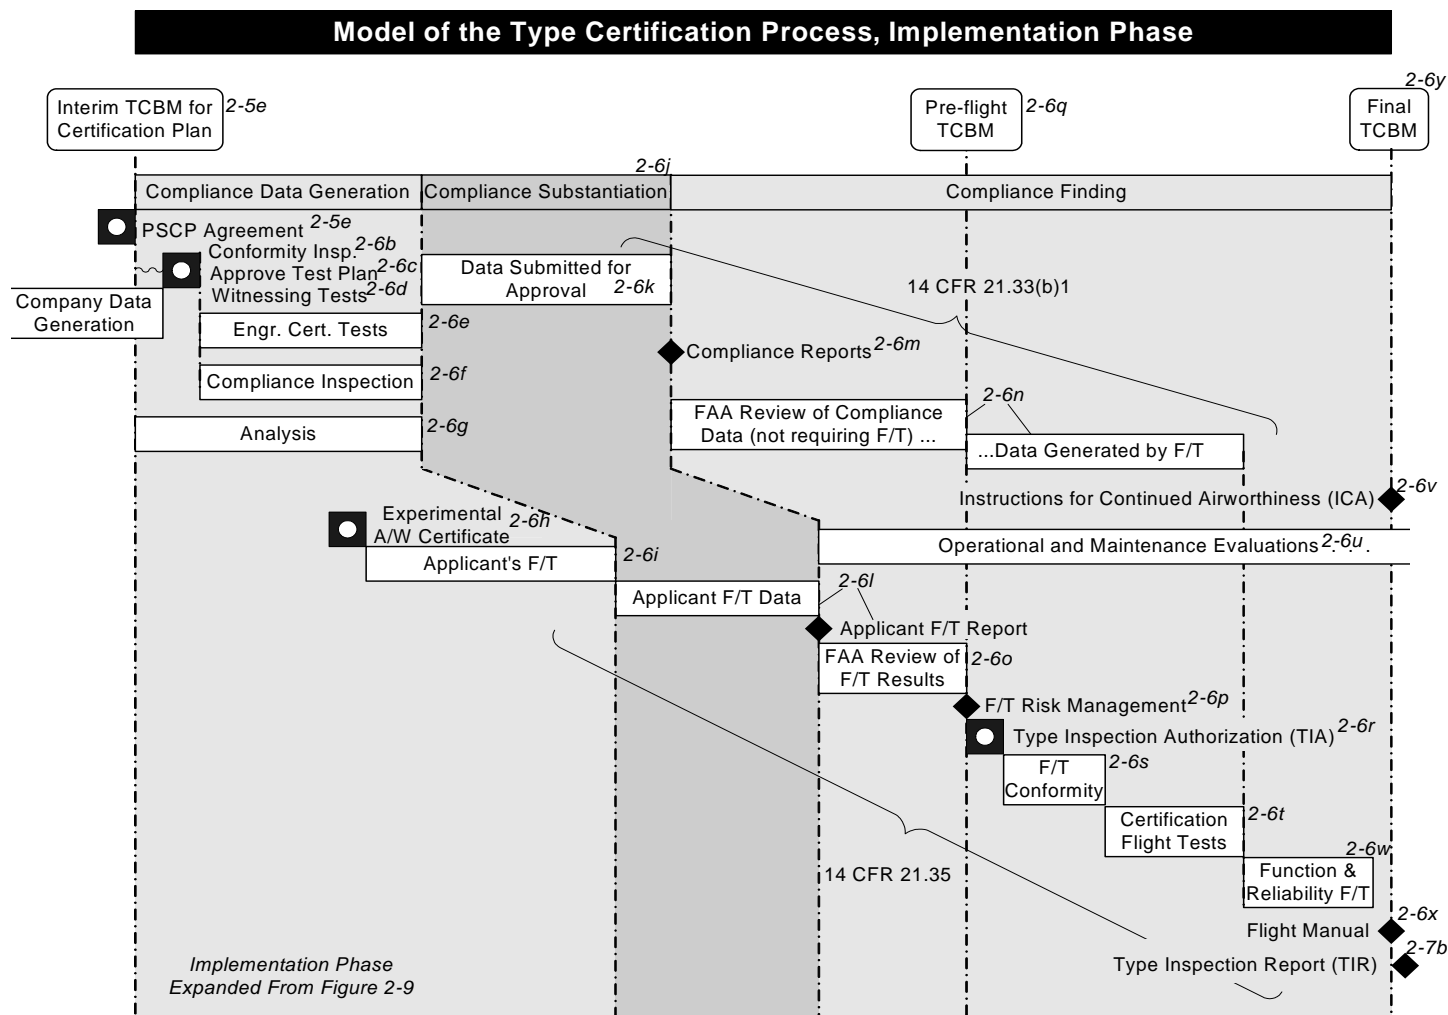 Model of the Type Certification Process, Implementation Phase
2-6y
Interim TCBM for
Certification Plan
2-5e
Pre-flight
TCBM
2-6q
Final
TCBM
2-6j
Compliance Data Generation
Compliance Substantiation
Compliance Finding
PSCP Agreement 2-5e
Conformity Insp. 2-6b
Approve Test Plan 2-6c
Witnessing Tests 2-6d
Company Data
Generation
Data Submitted for
Approval 2-6k
14 CFR 21.33(b)1
Engr. Cert. Tests 2-6e
Compliance Reports 2-6m
Compliance Inspection 2-6f
Analysis 2-6g
FAA Review of Compliance
Data (not requiring F/T) ...
2-6n
...Data Generated by F/T
Instructions for Continued Airworthiness (ICA) 2-6v
Experimental
A/W Certificate 2-6h
Operational and Maintenance Evaluations 2-6u . . .
Applicant's F/T 2-6i
Applicant F/T Data
2-6l
Applicant F/T Report
FAA Review of
F/T Results
2-6o
F/T Risk Management 2-6p
Type Inspection Authorization (TIA) 2-6r
F/T
Conformity
2-6s
Certification
Flight Tests
2-6t
14 CFR 21.35
2-6w
Function &
Reliability F/T
Flight Manual 2-6x
Type Inspection Report (TIR) 2-7b
Implementation Phase
Expanded From Figure 2-9